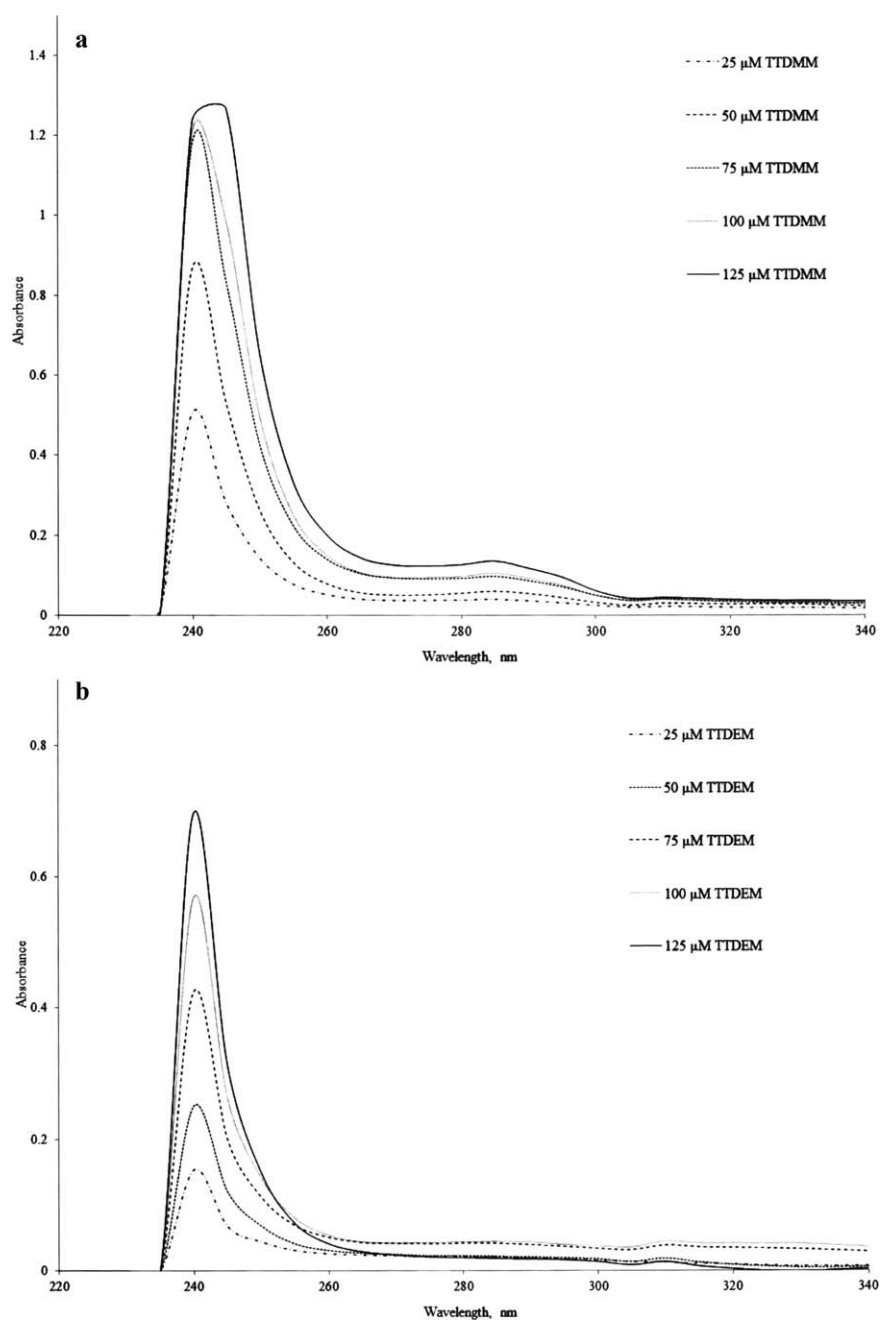 a
1.4
1.2
1
0.8
0.6
0.4
0.2
0
Absorbance
220
240
260
280
300
320
340
Wavelength, nm
25 µM TTDMM
50 µM TTDMM
75 µM TTDMM
100 µM TTDMM
125 µM TTDMM
b
0.8
0.6
0.4
0.2
0
Absorbance
220
240
260
280
300
320
340
Wavelength, nm
25 µM TTDEM
50 µM TTDEM
75 µM TTDEM
100 µM TTDEM
125 µM TTDEM